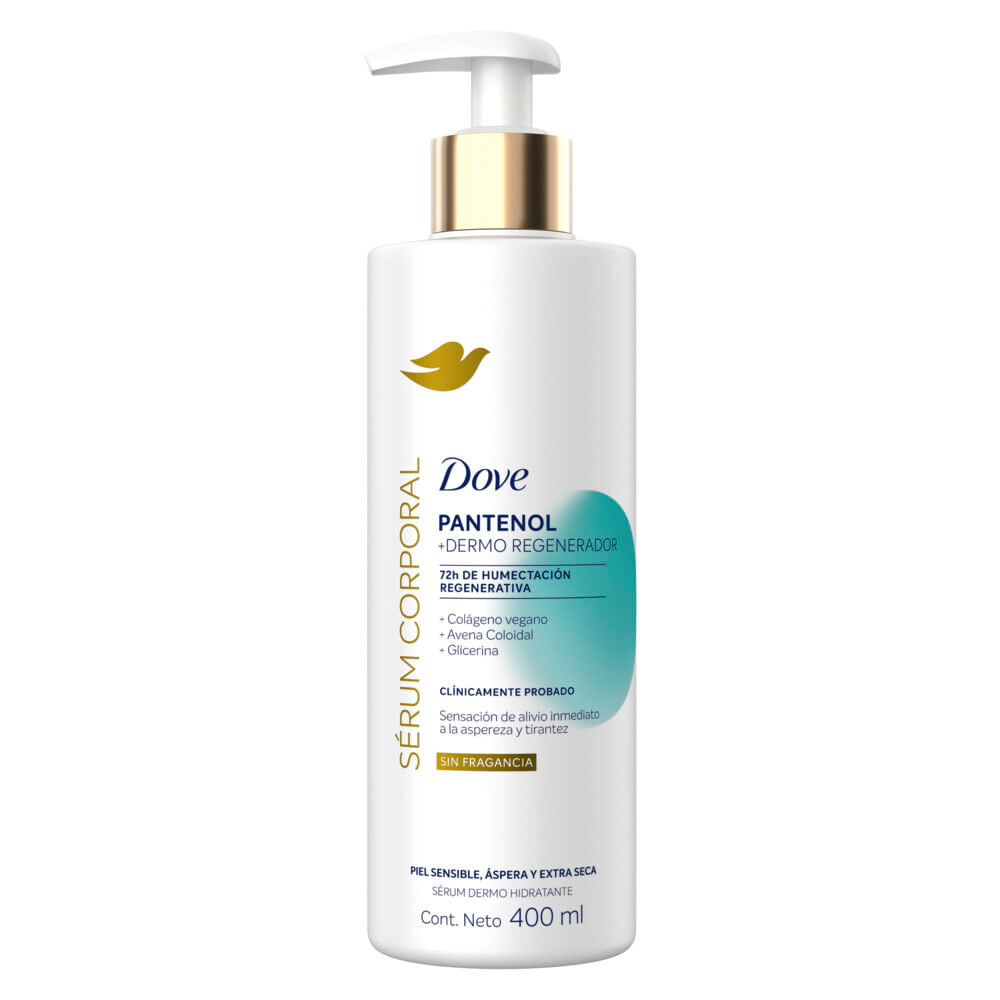 SÉRUM CORPORAL
Dove
PANTENOL
+DERMO REGENERADOR
72h DE HUMECTACIÓN
REGENERATIVA
+ Colágeno vegano
+ Avena Coloidal
+ Glicerina
CLÍNICAMENTE PROBADO
Sensación de alivio inmediato
a la aspereza y tirantez
SIN FRAGANCIA
PIEL SENSIBLE, ÁSPERA Y EXTRA SECA
SÉRUM DERMO HIDRATANTE
Cont. Neto 400 ml